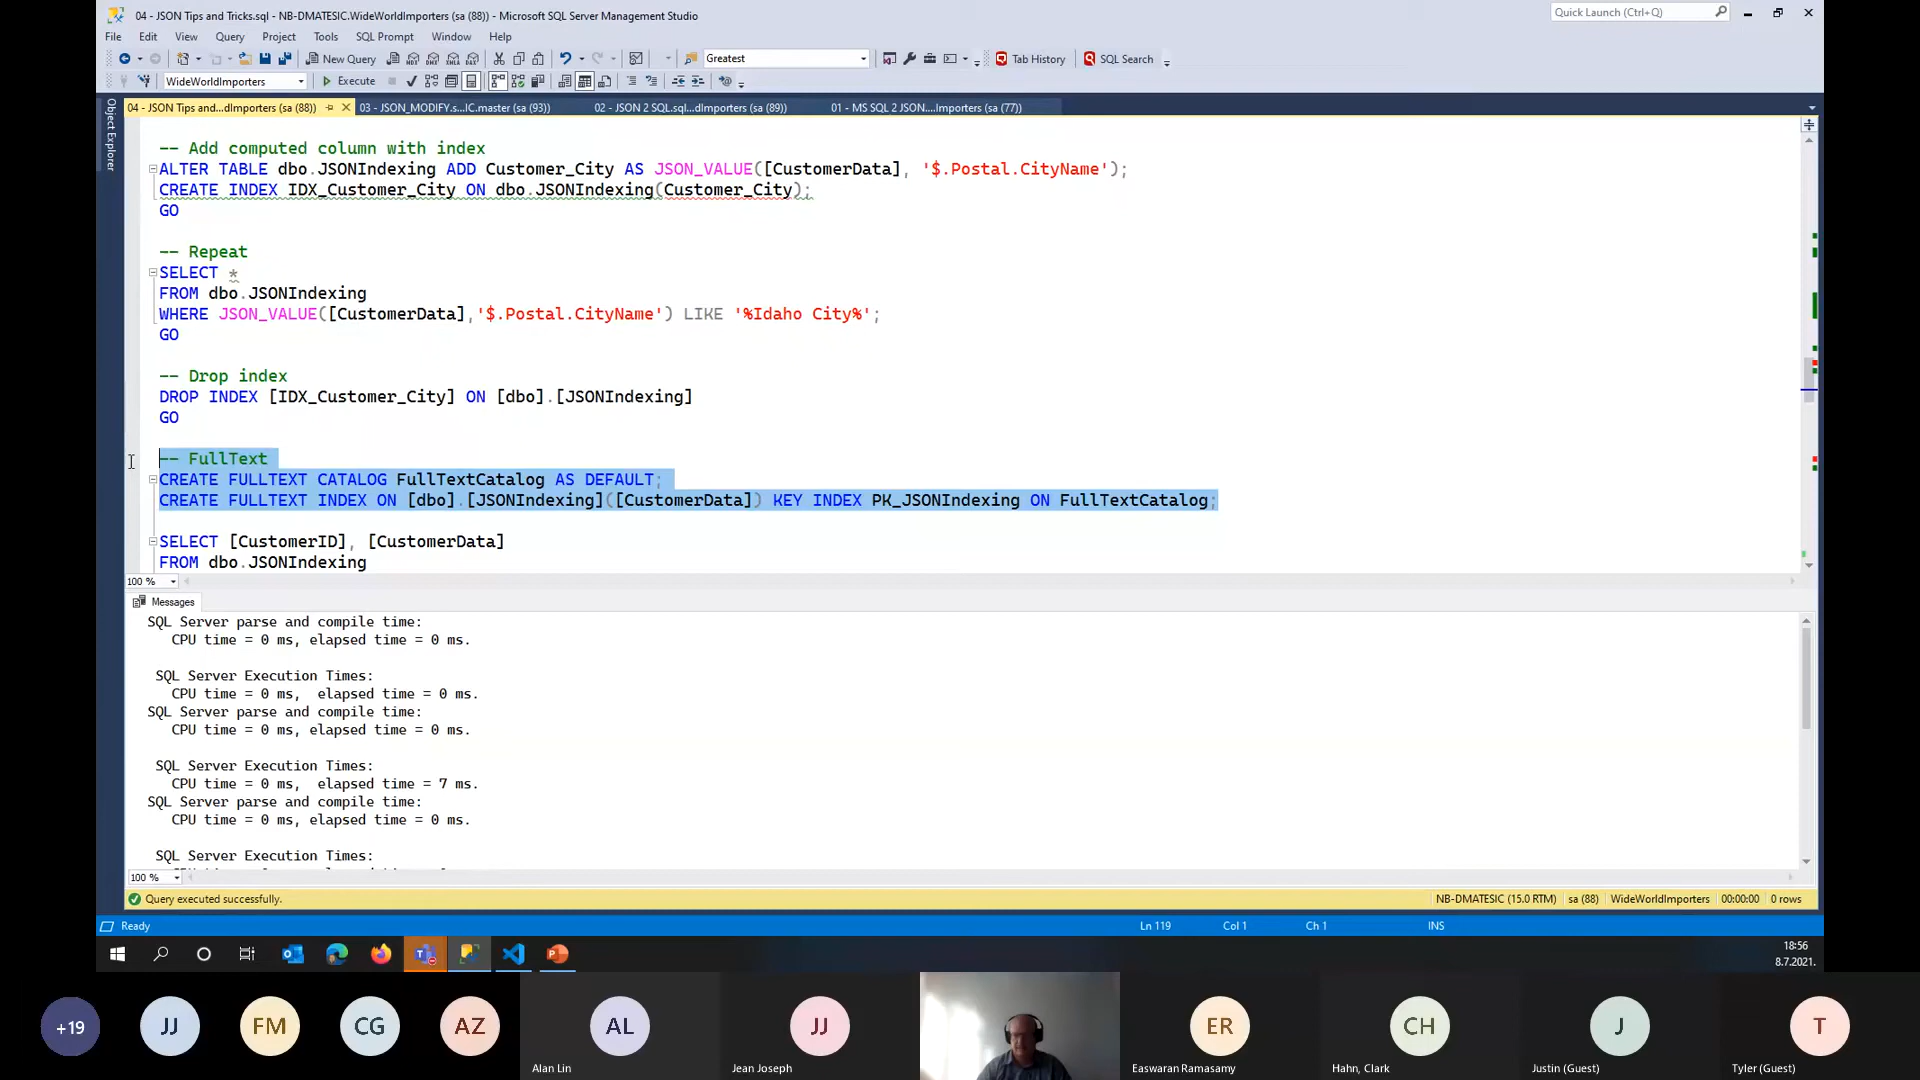 04 - JSON Tips and Tricks.sql - NB-DMATESIC.WideWorldImporters (sa (88)) - Microsoft SQL Server Management Studio
Quick Launch (Ctrl+Q)
File Edit View Query Project Tools SQL Prompt Window Help
New Query
Greatest
Tab History
SQL Search
WideWorldImporters
Execute
04 - JSON Tips and...dImporters (sa (88))
03 - JSON_MODIFY.s...IC.master (sa (93))
02 - JSON 2 SQL.sql...dImporters (sa (89))
01 - MS SQL 2 JSON....Importers (sa (77))
Object Explorer
-- Add computed column with index
ALTER TABLE dbo.JSONIndexing ADD Customer_City AS JSON_VALUE([CustomerData], '$.Postal.CityName');
CREATE INDEX IDX_Customer_City ON dbo.JSONIndexing(Customer_City);
GO
-- Repeat
SELECT *
FROM dbo.JSONIndexing
WHERE JSON_VALUE([CustomerData],'$.Postal.CityName') LIKE '%Idaho City%';
GO
-- Drop index
DROP INDEX [IDX_Customer_City] ON [dbo].[JSONIndexing]
GO
-- FullText
CREATE FULLTEXT CATALOG FullTextCatalog AS DEFAULT;
CREATE FULLTEXT INDEX ON [dbo].[JSONIndexing]([CustomerData]) KEY INDEX PK_JSONIndexing ON FullTextCatalog;
SELECT [CustomerID], [CustomerData]
FROM dbo.JSONIndexing
100 %
Messages
SQL Server parse and compile time:
CPU time = 0 ms, elapsed time = 0 ms.
SQL Server Execution Times:
CPU time = 0 ms,  elapsed time = 0 ms.
SQL Server parse and compile time:
CPU time = 0 ms, elapsed time = 0 ms.
SQL Server Execution Times:
CPU time = 0 ms,  elapsed time = 7 ms.
SQL Server parse and compile time:
CPU time = 0 ms, elapsed time = 0 ms.
SQL Server Execution Times:
100 %
Query executed successfully.
NB-DMATESIC (15.0 RTM) sa (88) WideWorldImporters 00:00:00 0 rows
Ready
Ln 119 Col 1 Ch 1 INS
18:56
8.7.2021.
+19 JJ FM CG AZ AL JJ ER CH J T
Alan Lin
Jean Joseph
Easwaran Ramasamy
Hahn, Clark
Justin (Guest)
Tyler (Guest)